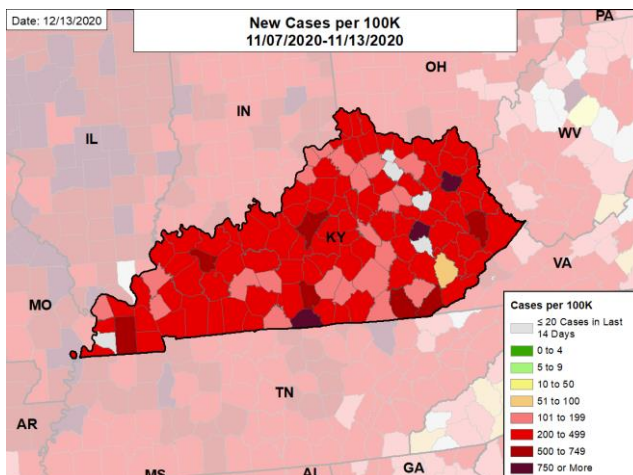 Date: 12/13/2020
New Cases per 100K
11/07/2020-11/13/2020
PA
OH
IN
IL
WV
KY
VA
MO
TN
AR
MS
AL
GA
Cases per 100K
≤ 20 Cases in Last
14 Days
0 to 4
5 to 9
10 to 50
51 to 100
101 to 199
200 to 499
500 to 749
750 or More